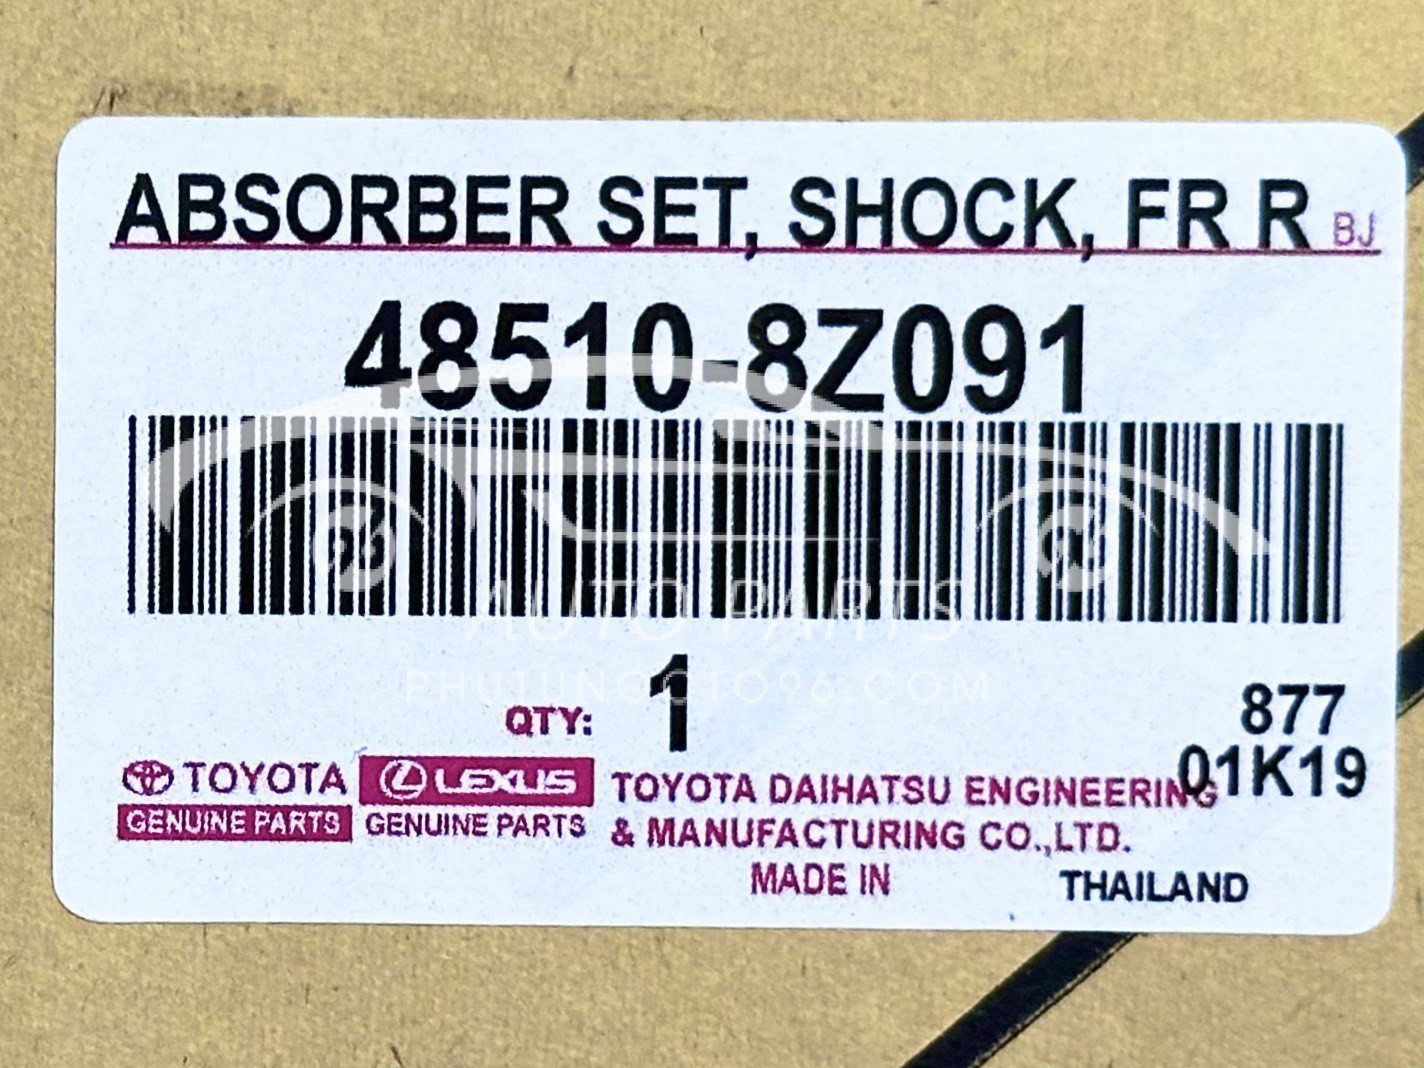 ABSORBER SET, SHOCK, FR R BJ
48510-8Z091
AUTO PARTS
PHUTUNGOTO96.COM
QTY: 1
877
01K19
TOYOTA
GENUINE PARTS
LEXUS
GENUINE PARTS
TOYOTA DAIHATSU ENGINEERING
& MANUFACTURING CO.,LTD.
MADE IN THAILAND